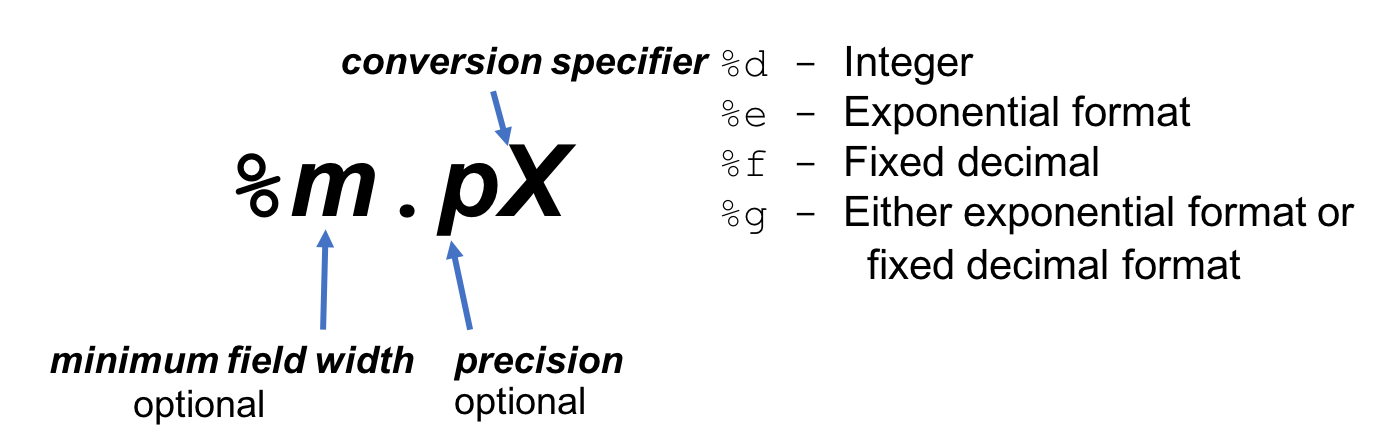 conversion specifier
%m.pX
minimum field width
optional
precision
optional
%d - Integer
%e - Exponential format
%f - Fixed decimal
%g - Either exponential format or
fixed decimal format